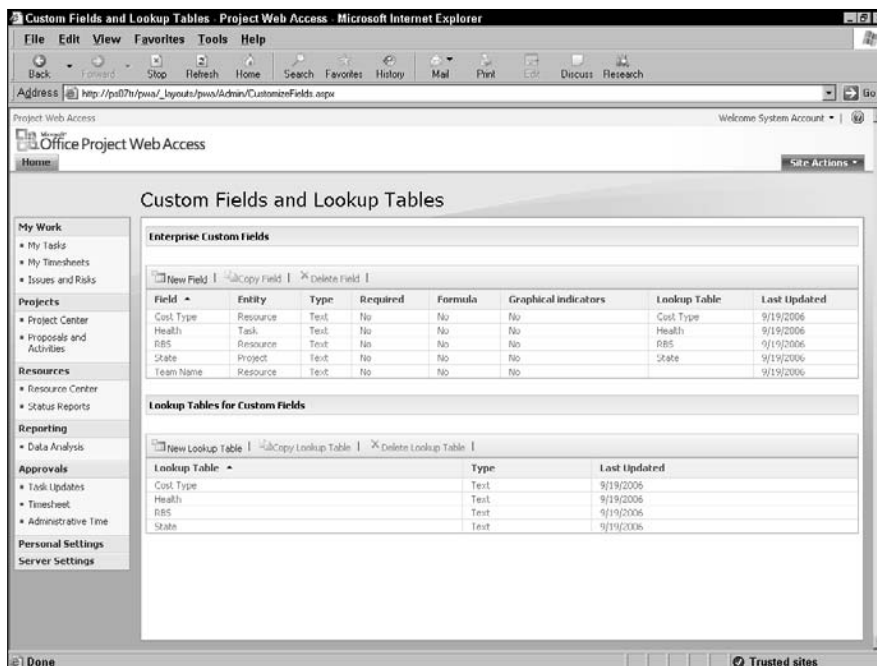 Custom Fields and Lookup Tables - Project Web Access - Microsoft Internet Explorer
File Edit View Favorites Tools Help
Back Forward Stop Refresh Home Search Favorites History Mail Print Edit Discuss Research
Address http://ps07tr/pwa/_layouts/pwa/Admin/CustomizeFields.aspx Go
Project Web Access Welcome System Account
Microsoft
Office Project Web Access
Home Site Actions
Custom Fields and Lookup Tables
My Work
My Tasks
My Timesheets
Issues and Risks
Projects
Project Center
Proposals and
Activities
Resources
Resource Center
Status Reports
Reporting
Data Analysis
Approvals
Task Updates
Timesheet
Administrative Time
Personal Settings
Server Settings
Enterprise Custom Fields
New Field | Copy Field | Delete Field |
Field Entity Type Required Formula Graphical indicators Lookup Table Last Updated
Cost Type Resource Text No No No Cost Type 9/19/2006
Health Task Text No No No Health 9/19/2006
RBS Resource Text No No No RBS 9/19/2006
State Project Text No No No State 9/19/2006
Team Name Resource Text No No No 9/19/2006
Lookup Tables for Custom Fields
New Lookup Table | Copy Lookup Table | Delete Lookup Table |
Lookup Table Type Last Updated
Cost Type Text 9/19/2006
Health Text 9/19/2006
RBS Text 9/19/2006
State Text 9/19/2006
Done Trusted sites